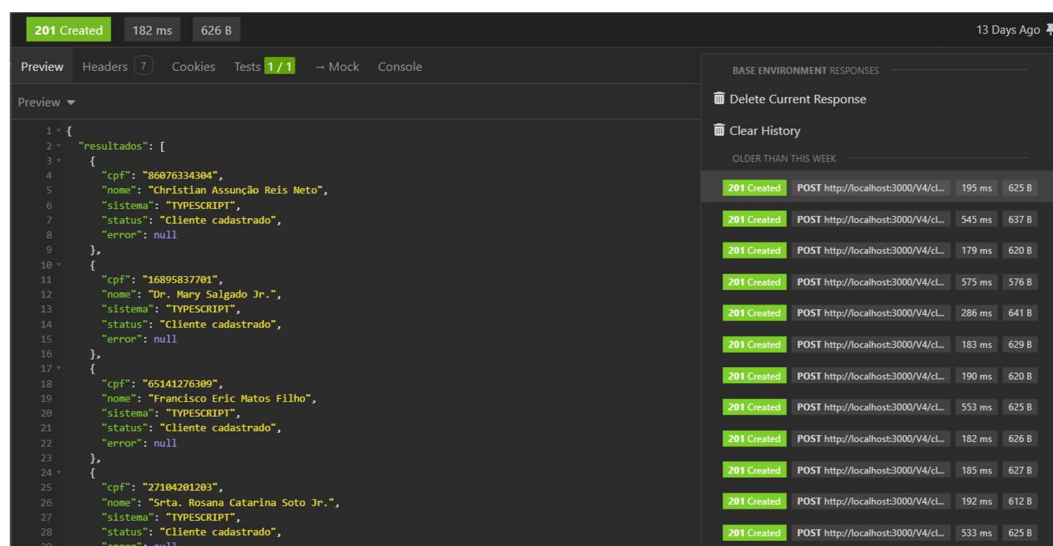 201 Created 182 ms 626 B 13 Days Ago
Preview Headers 7 Cookies Tests 1 / 1 → Mock Console
Preview
1 {
2 "resultados": [
3 {
4 "cpf": "86076334304",
5 "nome": "Christian Assunção Reis Neto",
6 "sistema": "TYPESCRIPT",
7 "status": "Cliente cadastrado",
8 "error": null
9 },
10 {
11 "cpf": "16895837701",
12 "nome": "Dr. Mary Salgado Jr.",
13 "sistema": "TYPESCRIPT",
14 "status": "Cliente cadastrado",
15 "error": null
16 },
17 {
18 "cpf": "65141276309",
19 "nome": "Francisco Eric Matos Filho",
20 "sistema": "TYPESCRIPT",
21 "status": "Cliente cadastrado",
22 "error": null
23 },
24 {
25 "cpf": "27104201203",
26 "nome": "Srta. Rosana Catarina Soto Jr.",
27 "sistema": "TYPESCRIPT",
28 "status": "Cliente cadastrado",
BASE ENVIRONMENT RESPONSES
Delete Current Response
Clear History
OLDER THAN THIS WEEK
201 Created POST http://localhost:3000/V4/cl... 195 ms 625 B
201 Created POST http://localhost:3000/V4/cl... 545 ms 637 B
201 Created POST http://localhost:3000/V4/cl... 179 ms 620 B
201 Created POST http://localhost:3000/V4/cl... 575 ms 576 B
201 Created POST http://localhost:3000/V4/cl... 286 ms 641 B
201 Created POST http://localhost:3000/V4/cl... 183 ms 629 B
201 Created POST http://localhost:3000/V4/cl... 190 ms 620 B
201 Created POST http://localhost:3000/V4/cl... 553 ms 625 B
201 Created POST http://localhost:3000/V4/cl... 182 ms 626 B
201 Created POST http://localhost:3000/V4/cl... 185 ms 627 B
201 Created POST http://localhost:3000/V4/cl... 192 ms 612 B
201 Created POST http://localhost:3000/V4/cl... 533 ms 625 B